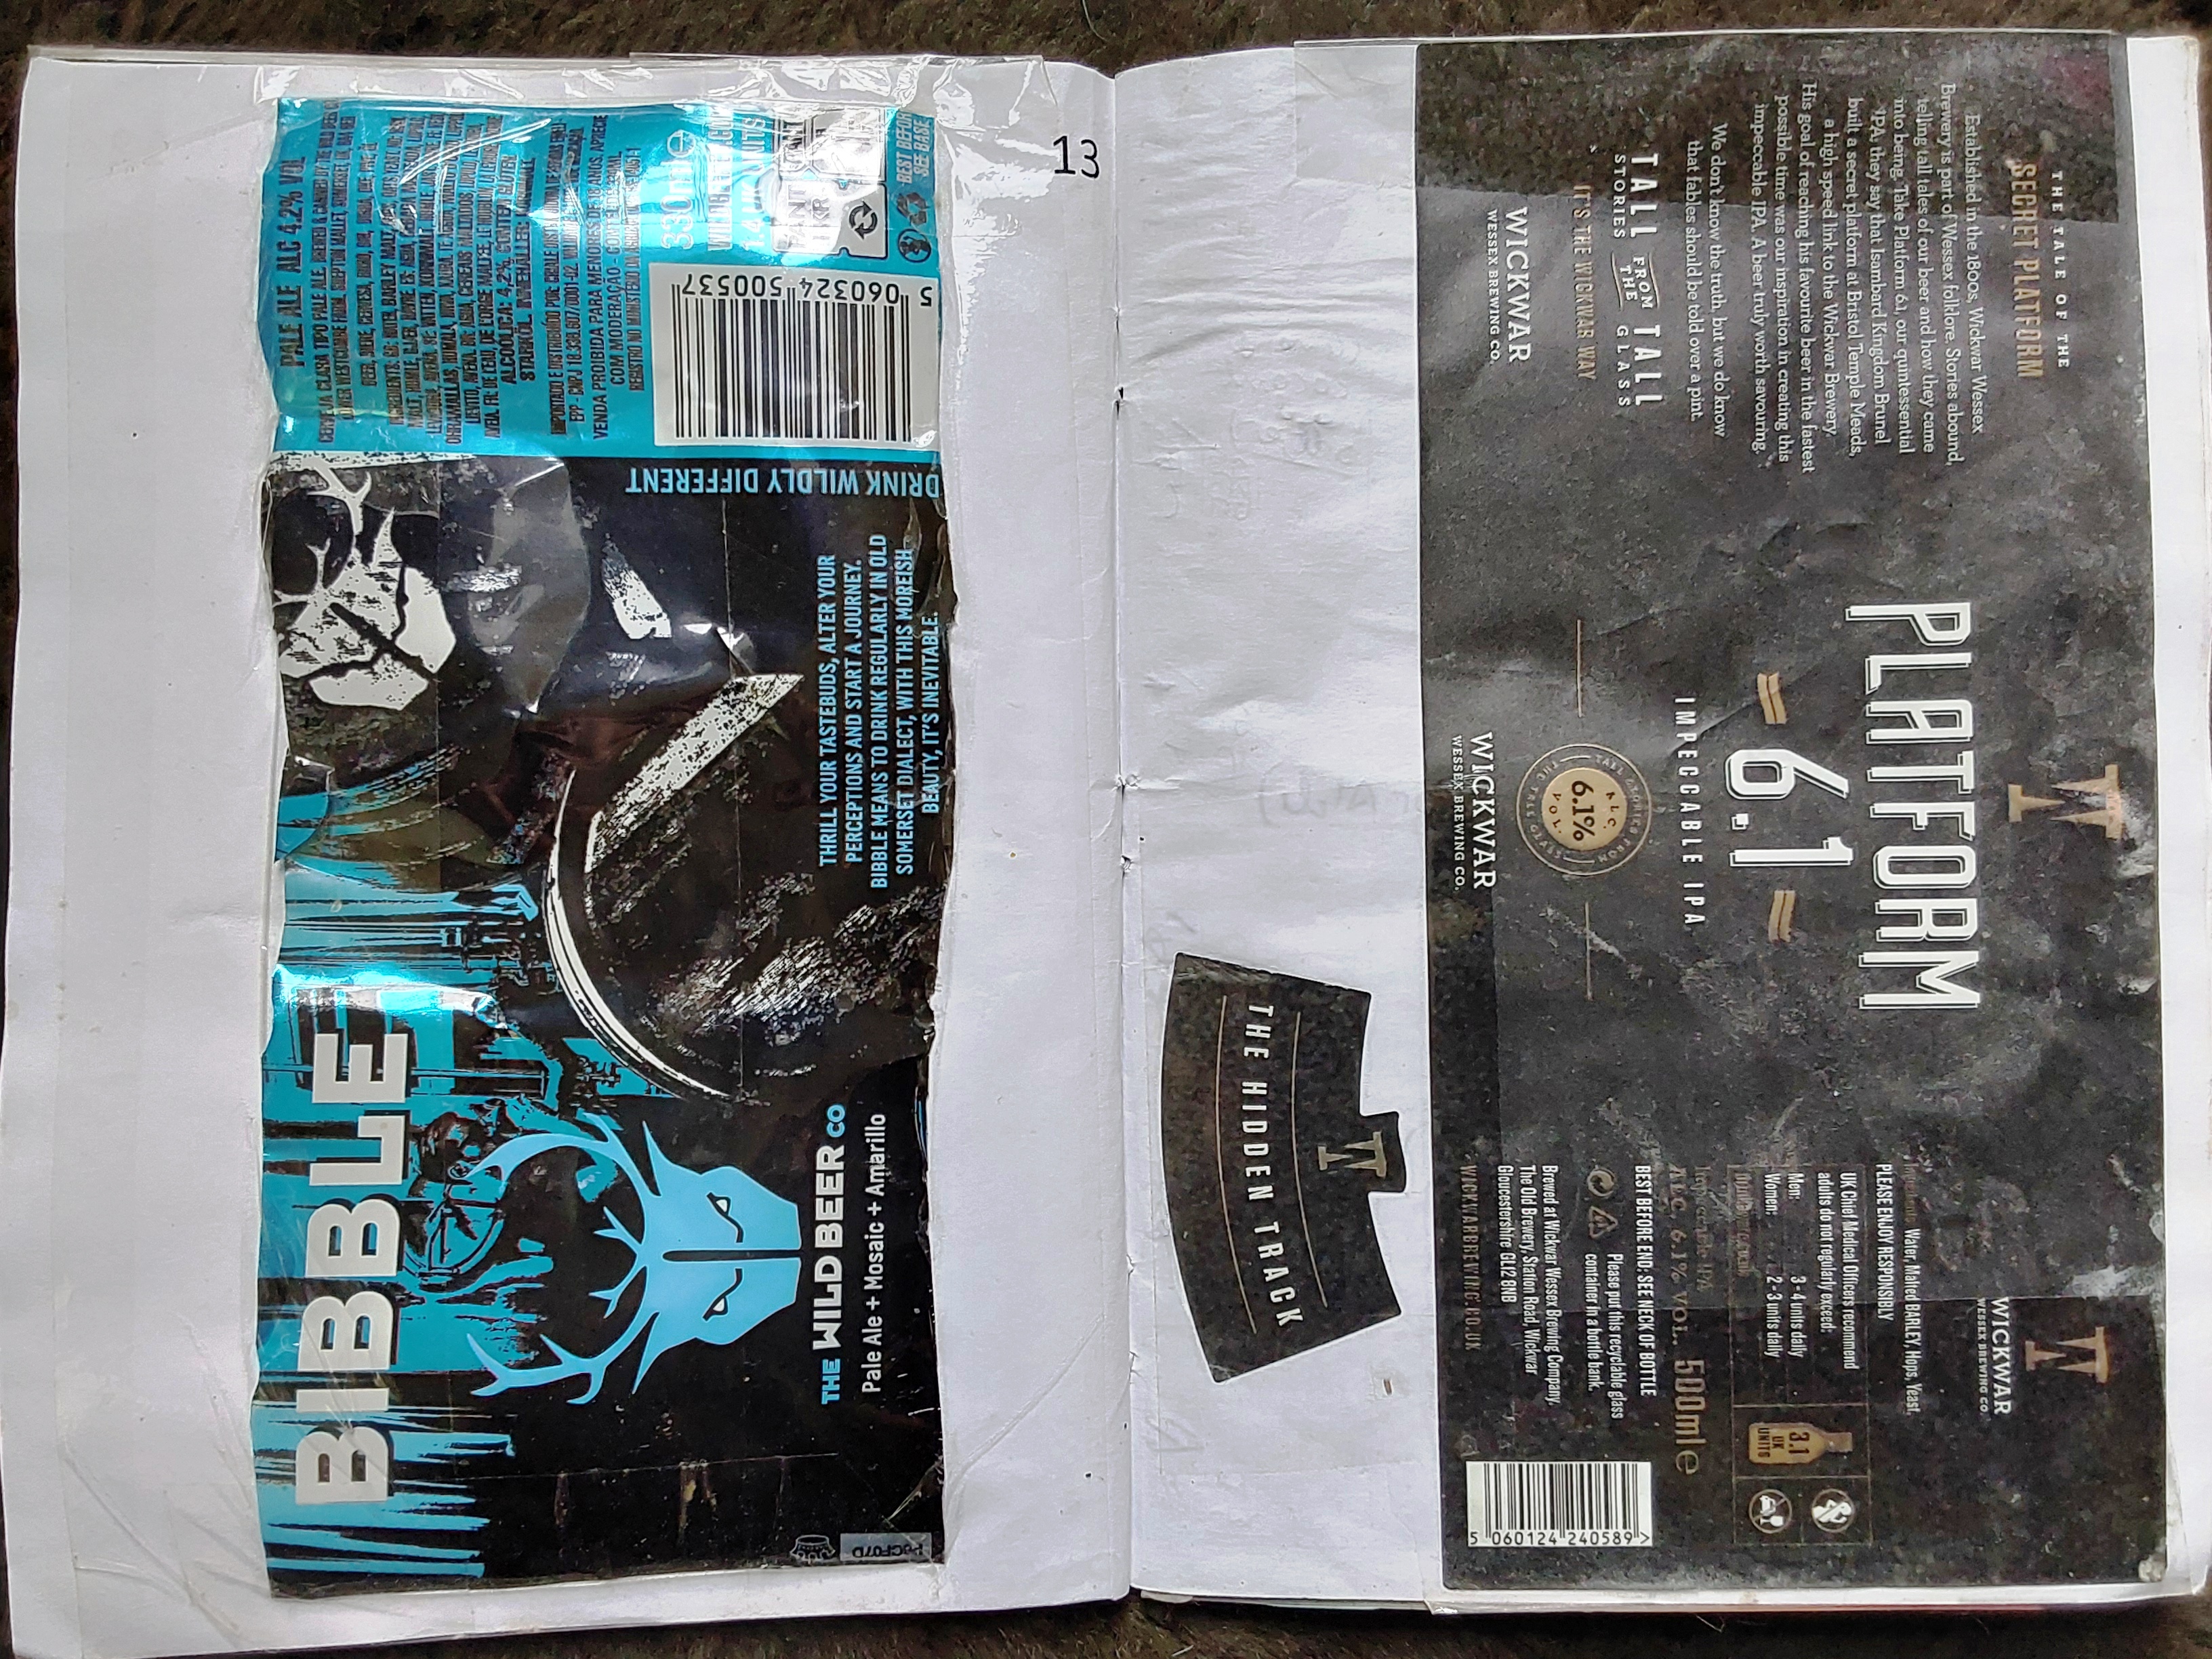 13
BIBBLE
THE WILD BEER CO
Pale Ale + Mosaic + Amarillo
THRILL YOUR TASTEBUDS, ALTER YOUR
PERCEPTIONS AND START A JOURNEY.
BIBBLE MEANS TO DRINK REGULARLY IN OLD
SOMERSET DIALECT, WITH THIS MOREISH
BEAUTY, IT'S INEVITABLE.
DRINK WILDLY DIFFERENT
PALE ALE ALC 4.2% VOL
ALCOÓLICA: 4,2%
VENDA PROIBIDA PARA MENORES DE 18 ANOS. APRECIE
COM MODERAÇÃO
330ml e
BEST BEFORE
SEE BASE
5 060324 500537
THE TALE OF THE
SECRET PLATFORM
Established in the 1800s, Wickwar Wessex
Brewery is part of Wessex folklore. Stories abound,
telling tall tales of our beer and how they came
into being. Take Platform 6.1, our quintessential
IPA, they say that Isambard Kingdom Brunel
built a secret platform at Bristol Temple Meads,
a high speed link to the Wickwar Brewery.
His goal of reaching his favourite beer in the fastest
possible time was our inspiration in creating this
impeccable IPA. A beer truly worth savouring.
We don't know the truth, but we do know
that fables should be told over a pint.
TALL FROM TALL
STORIES THE GLASS
IT'S THE WICKWAR WAY
WICKWAR
WESSEX BREWING CO.
W
PLATFORM
6.1
IMPECCABLE IPA
TALL STORIES FROM THE TALL GLASS
ALC.
6.1%
VOL.
WICKWAR
WESSEX BREWING CO.
W
WICKWAR
WESSEX BREWING CO.
Ingredients: Water, Malted BARLEY, Hops, Yeast.
PLEASE ENJOY RESPONSIBLY
UK Chief Medical Officers recommend
adults do not regularly exceed:
Men: 3 - 4 units daily
Women: 2 - 3 units daily
3.1
UK
UNITS
Impeccable IPA
ALC. 6.1% VOL. 500ml e
BEST BEFORE END: SEE NECK OF BOTTLE
Please put this recyclable glass
container in a bottle bank.
Brewed at Wickwar Wessex Brewing Company,
The Old Brewery, Station Road, Wickwar
Gloucestershire GL12 8NB
WICKWARBREWING.CO.UK
5 060124 240589 >
W
THE HIDDEN TRACK